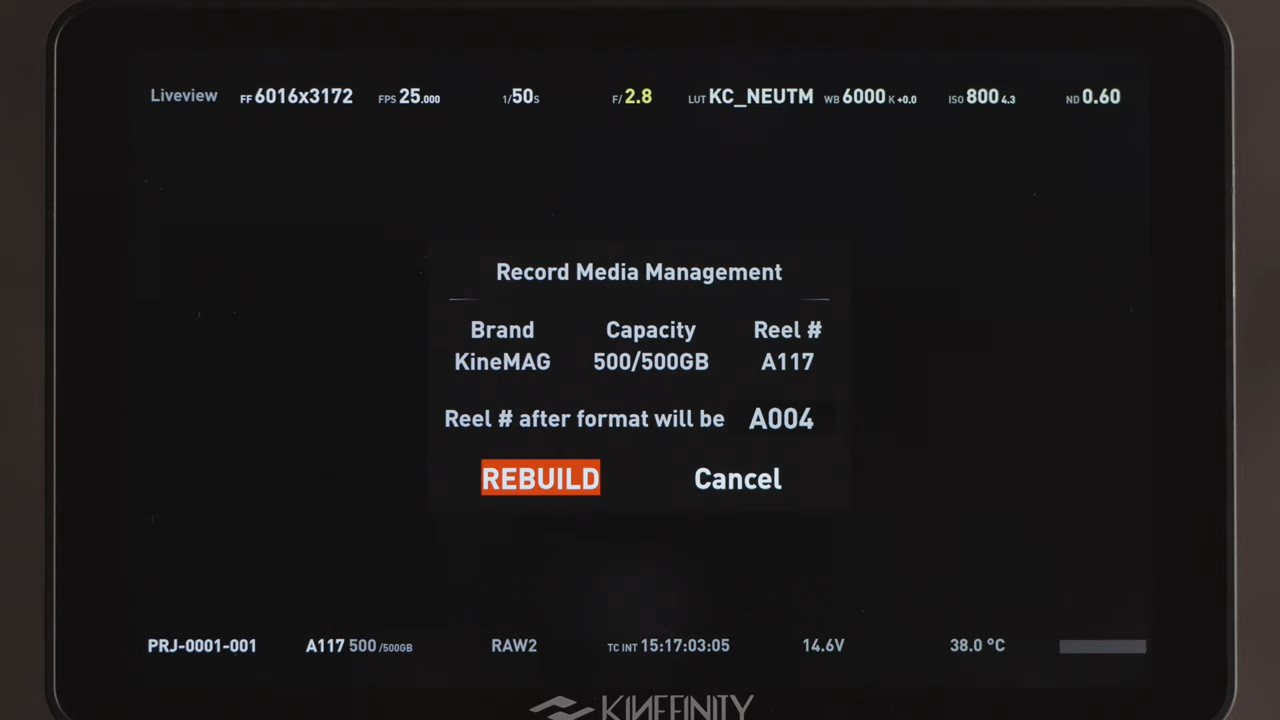 Liveview FF 6016x3172 FPS 25.000 1/50S F/2.8 LUT KC_NEUTM WB 6000 K +0.0 ISO 800 4.3 ND 0.60
Record Media Management
Brand Capacity Reel #
KineMAG 500/500GB A117
Reel # after format will be A004
REBUILD Cancel
PRJ-0001-001 A117 500/500GB RAW2 TC INT 15:17:03:05 14.6V 38.0 °C
KINEFINITY